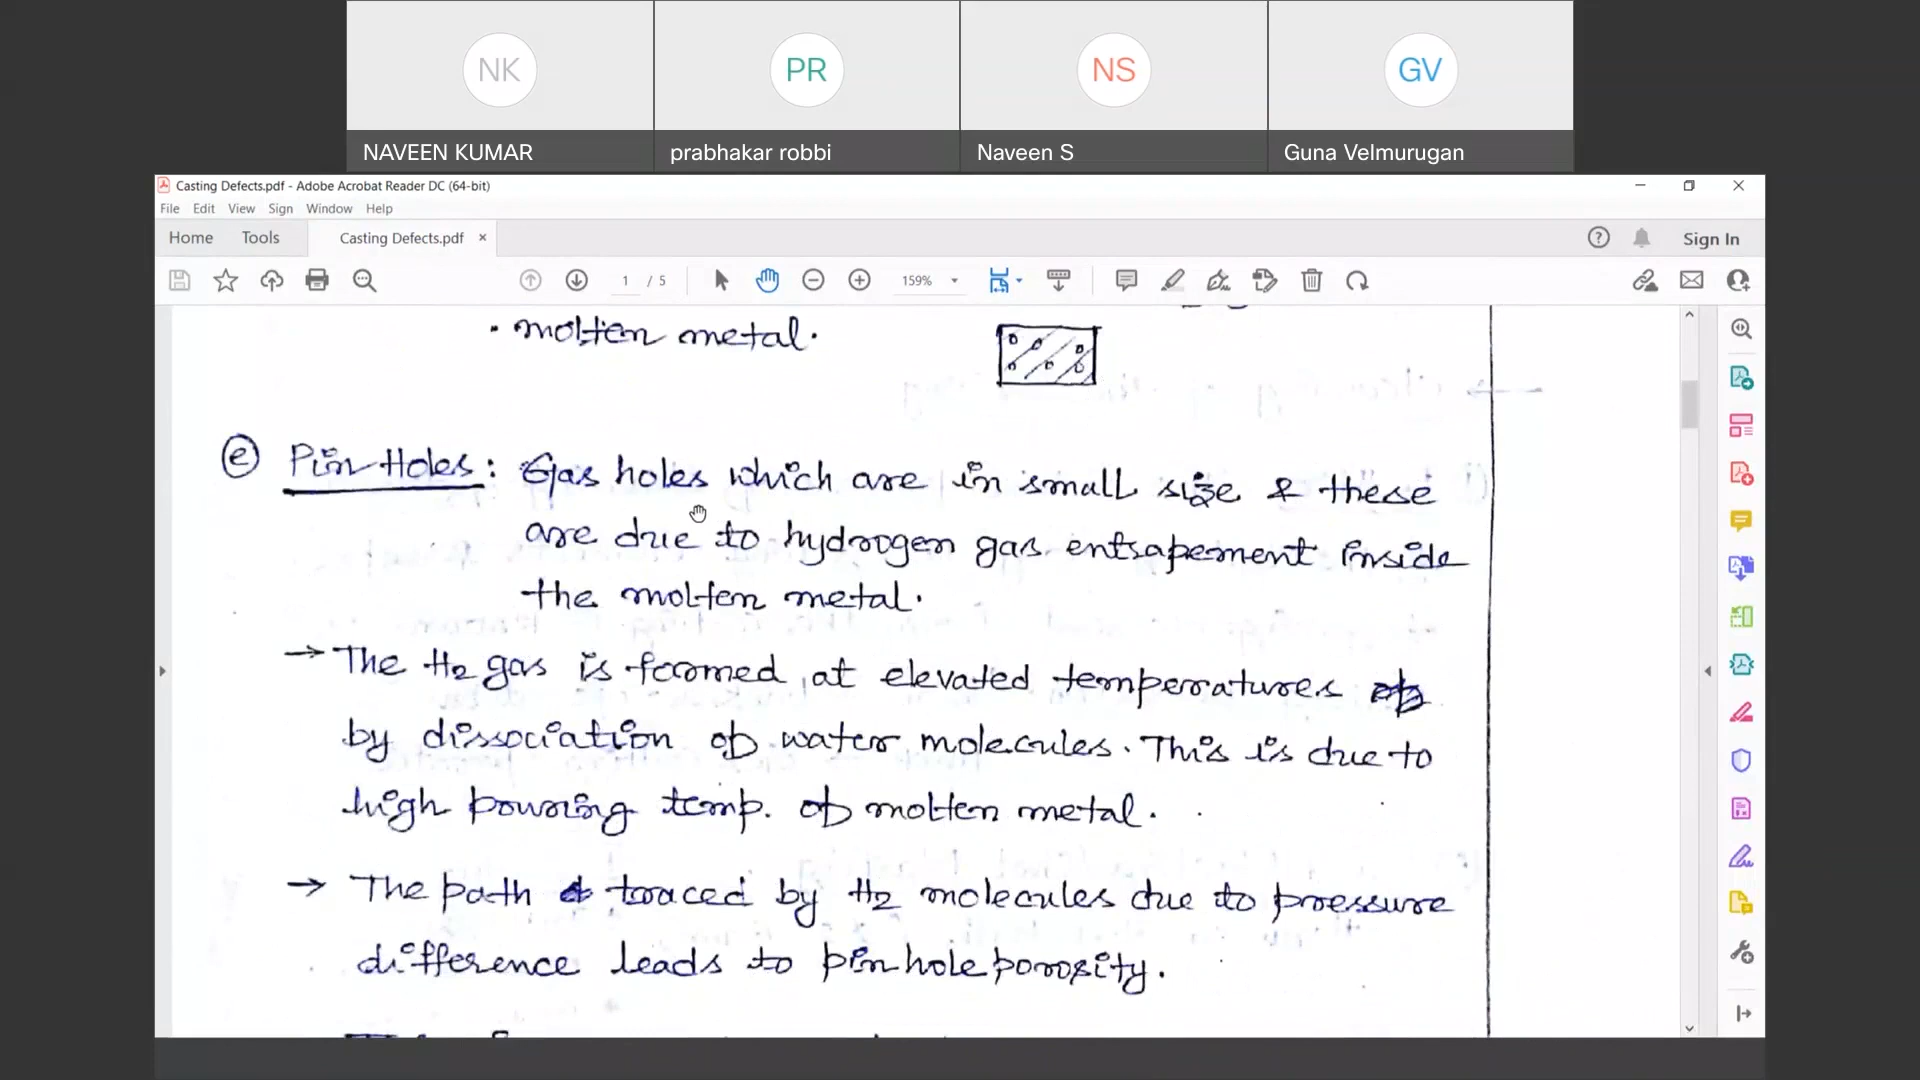 NK
PR
NS
GV
NAVEEN KUMAR
prabhakar robbi
Naveen S
Guna Velmurugan
Casting Defects.pdf - Adobe Acrobat Reader DC (64-bit)
File Edit View Sign Window Help
Home Tools Casting Defects.pdf × Sign In
1 / 5 159%
· molten metal.
(e) Pin Holes : Gas holes which are in small size & these
are due to hydrogen gas entrapement inside
the molten metal.
→ The H2 gas is formed at elevated temperatures
by dissociation of water molecules. This is due to
high pouring temp. of molten metal.
→ The path traced by H2 molecules due to pressure
difference leads to pin hole porosity.